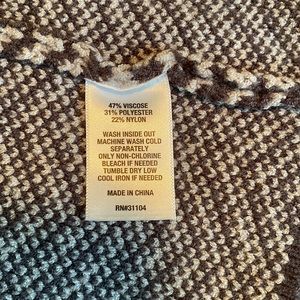 47% VISCOSE
31% POLYESTER
22% NYLON
WASH INSIDE OUT
MACHINE WASH COLD
SEPARATELY
ONLY NON-CHLORINE
BLEACH IF NEEDED
TUMBLE DRY LOW
COOL IRON IF NEEDED
MADE IN CHINA
RN#31104